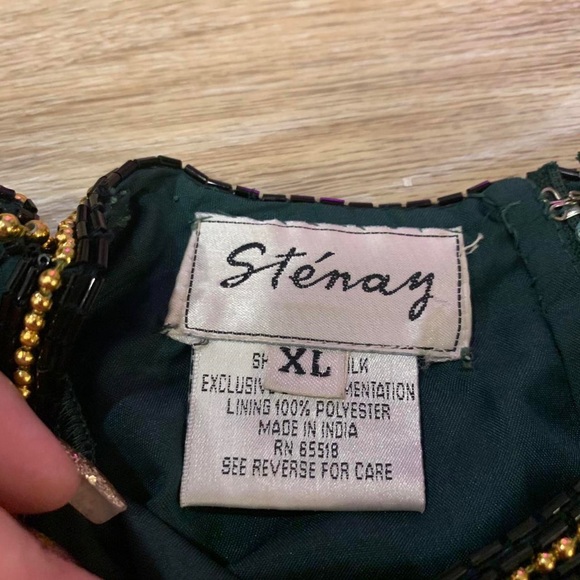 Sténay
XL
EXCLUSIVE
LINING 100% POLYESTER
MADE IN INDIA
RN 65518
SEE REVERSE FOR CARE